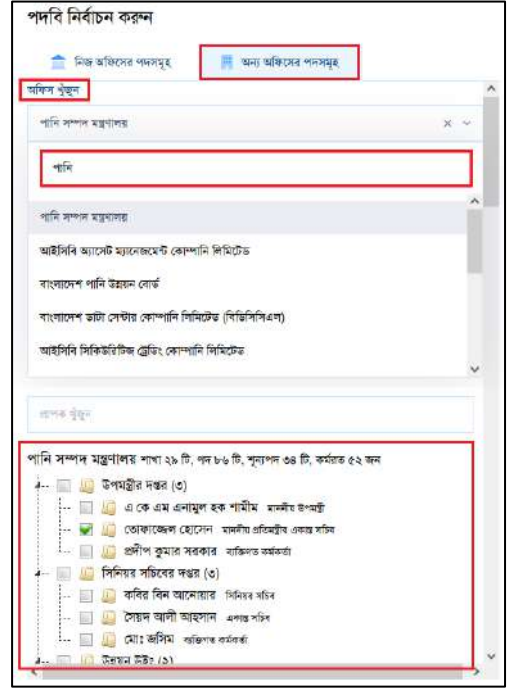 পদবি নির্বাচন করুন
নিজ অফিসের পদসমূহ অন্য অফিসের পদসমূহ
অফিস খুঁজুন
পানি সম্পদ মন্ত্রণালয়
পানি
পানি সম্পদ মন্ত্রণালয়
আইসিবি অ্যাসেট ম্যানেজমেন্ট কোম্পানি লিমিটেড
বাংলাদেশ পানি উন্নয়ন বোর্ড
বাংলাদেশ ডাটা সেন্টার কোম্পানি লিমিটেড (বিডিসিসিএল)
আইসিবি সিকিউরিটিজ ট্রেডিং কোম্পানি লিমিটেড
প্রাপক খুঁজুন
পানি সম্পদ মন্ত্রণালয় শাখা ২৯ টি, পদ ৮৬ টি, শূন্যপদ ৩৪ টি, কর্মরত ৫২ জন
উপমন্ত্রীর দপ্তর (৩)
এ কে এম এনামুল হক শামীম মাননীয় উপমন্ত্রী
তোফাজ্জেল হোসেন মাননীয় প্রতিমন্ত্রীর একান্ত সচিব
প্রদীপ কুমার সরকার ব্যক্তিগত কর্মকর্তা
সিনিয়র সচিবের দপ্তর (৩)
কবির বিন আনোয়ার সিনিয়র সচিব
সৈয়দ আলী আহসান একান্ত সচিব
মোঃ জসিম ব্যক্তিগত কর্মকর্তা
উন্নয়ন উইং (১)